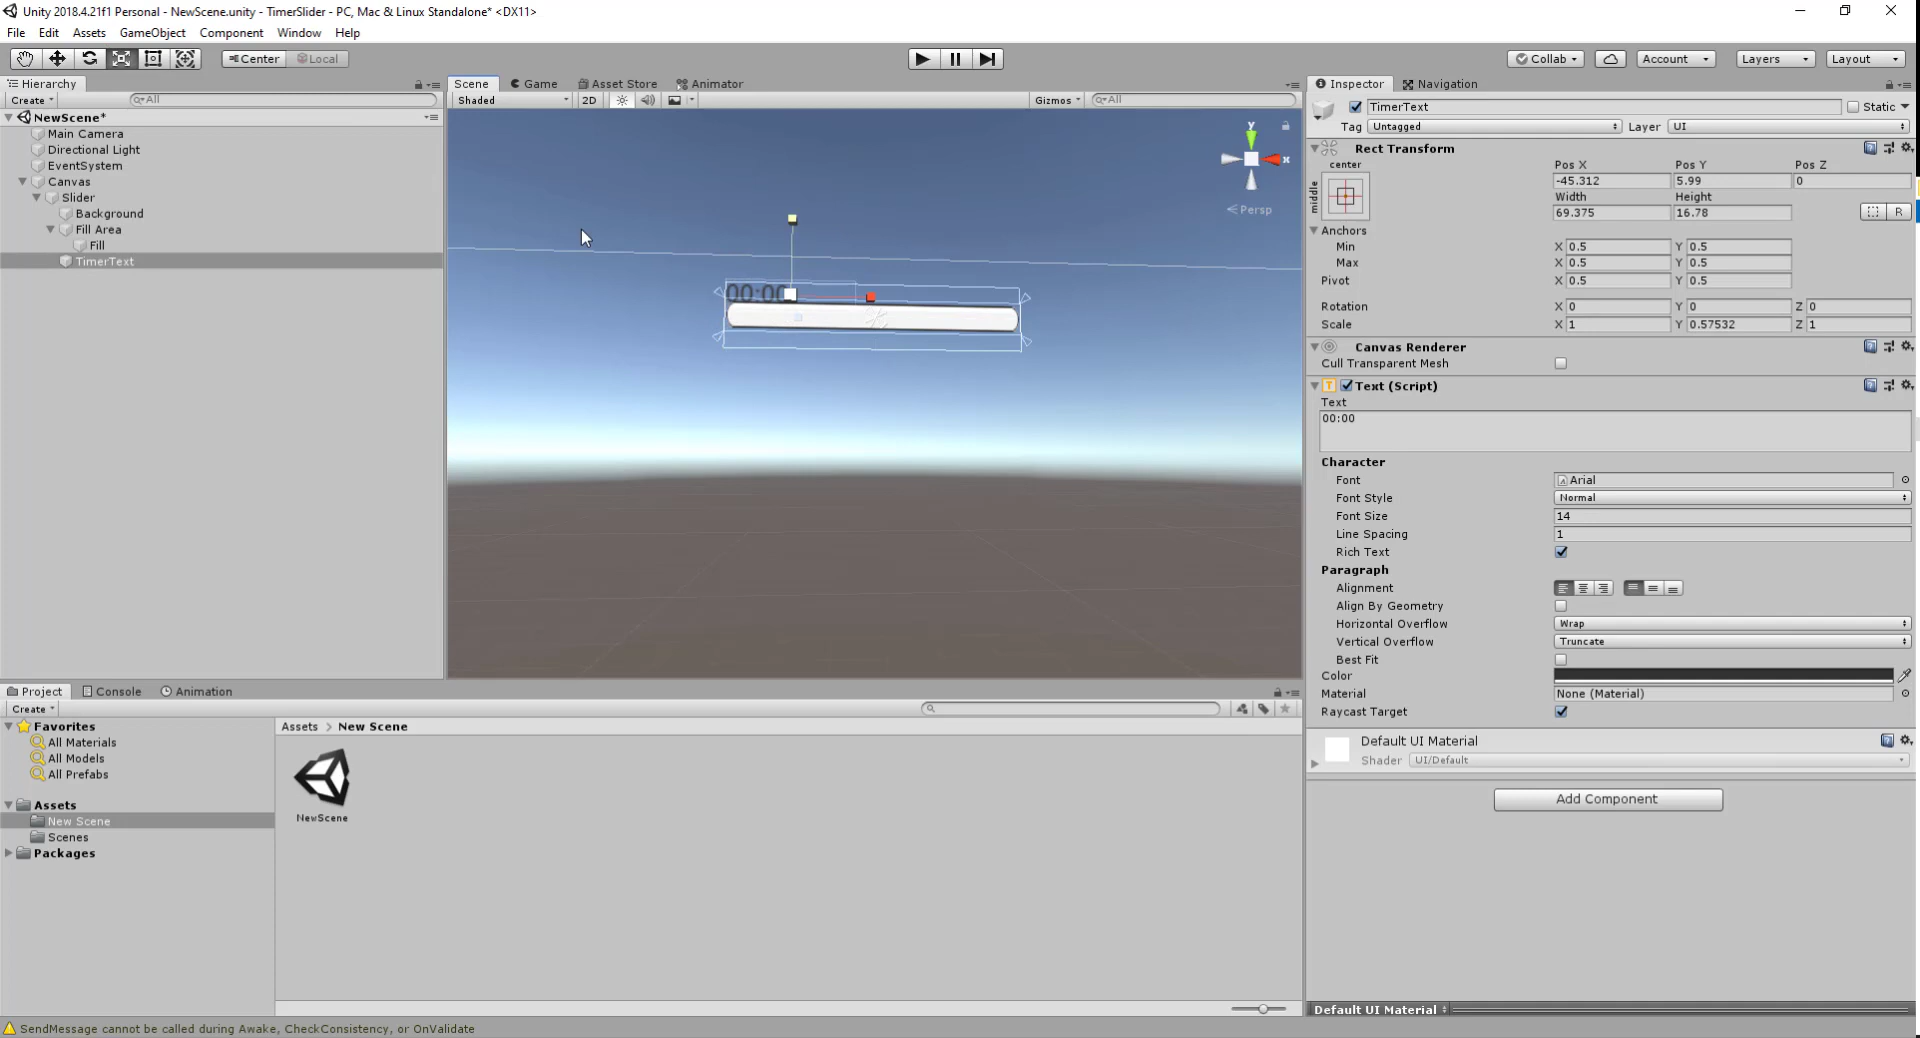 Unity 2018.4.21f1 Personal - NewScene.unity - TimerSlider - PC, Mac & Linux Standalone* <DX11>
File Edit Assets GameObject Component Window Help
Center Local Collab Account Layers Layout
Hierarchy
Create All
NewScene*
Main Camera
Directional Light
EventSystem
Canvas
Slider
Background
Fill Area
Fill
TimerText
Scene Game Asset Store Animator
Shaded 2D Gizmos All
y
x
Persp
00:00
Inspector Navigation
TimerText Static
Tag Untagged Layer UI
Rect Transform
center Pos X Pos Y Pos Z
middle -45.312 5.99 0
Width Height
69.375 16.78 R
Anchors
Min X 0.5 Y 0.5
Max X 0.5 Y 0.5
Pivot X 0.5 Y 0.5
Rotation X 0 Y 0 Z 0
Scale X 1 Y 0.57532 Z 1
Canvas Renderer
Cull Transparent Mesh
T Text (Script)
Text
00:00
Character
Font Arial
Font Style Normal
Font Size 14
Line Spacing 1
Rich Text
Paragraph
Alignment
Align By Geometry
Horizontal Overflow Wrap
Vertical Overflow Truncate
Best Fit
Color
Material None (Material)
Raycast Target
Default UI Material
Shader UI/Default
Add Component
Default UI Material
Project Console Animation
Create
Favorites
All Materials
All Models
All Prefabs
Assets
New Scene
Scenes
Packages
Assets > New Scene
NewScene
SendMessage cannot be called during Awake, CheckConsistency, or OnValidate